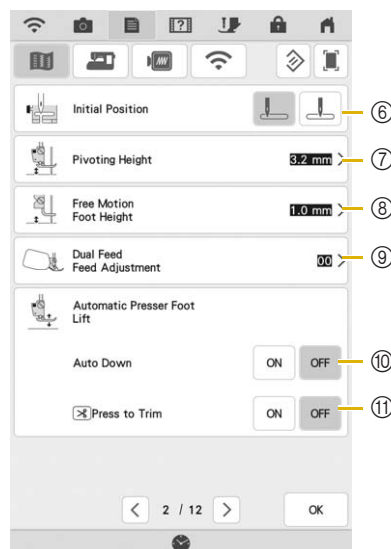 Initial Position
⑥
Pivoting Height
3.2 mm >
⑦
Free Motion
Foot Height
1.0 mm >
⑧
Dual Feed
Feed Adjustment
00 >
⑨
Automatic Presser Foot
Lift
Auto Down
ON OFF
⑩
Press to Trim
ON OFF
⑪
< 2 / 12 > OK